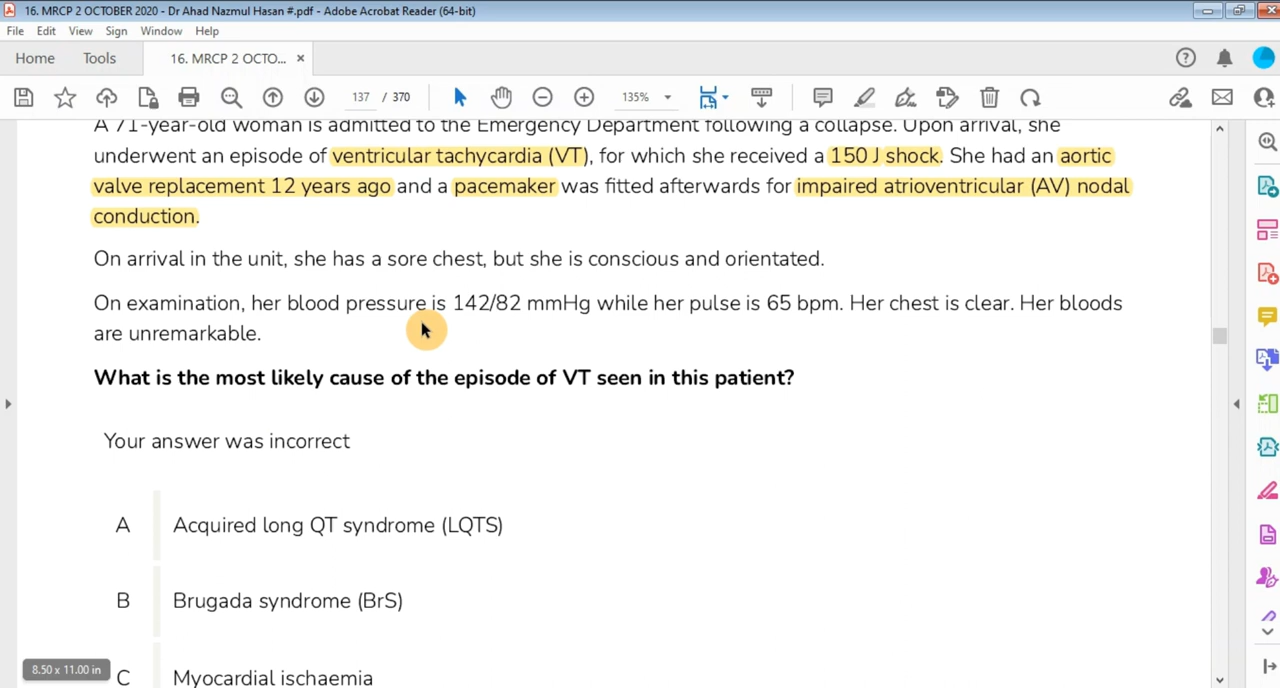 16. MRCP 2 OCTOBER 2020 - Dr Ahad Nazmul Hasan #.pdf - Adobe Acrobat Reader (64-bit)
File Edit View Sign Window Help
Home Tools 16. MRCP 2 OCTO... ×
137 / 370 135%
A 71-year-old woman is admitted to the Emergency Department following a collapse. Upon arrival, she
underwent an episode of ventricular tachycardia (VT), for which she received a 150 J shock. She had an aortic
valve replacement 12 years ago and a pacemaker was fitted afterwards for impaired atrioventricular (AV) nodal
conduction.
On arrival in the unit, she has a sore chest, but she is conscious and orientated.
On examination, her blood pressure is 142/82 mmHg while her pulse is 65 bpm. Her chest is clear. Her bloods
are unremarkable.
What is the most likely cause of the episode of VT seen in this patient?
Your answer was incorrect
A Acquired long QT syndrome (LQTS)
B Brugada syndrome (BrS)
8.50 x 11.00 in
C Myocardial ischaemia